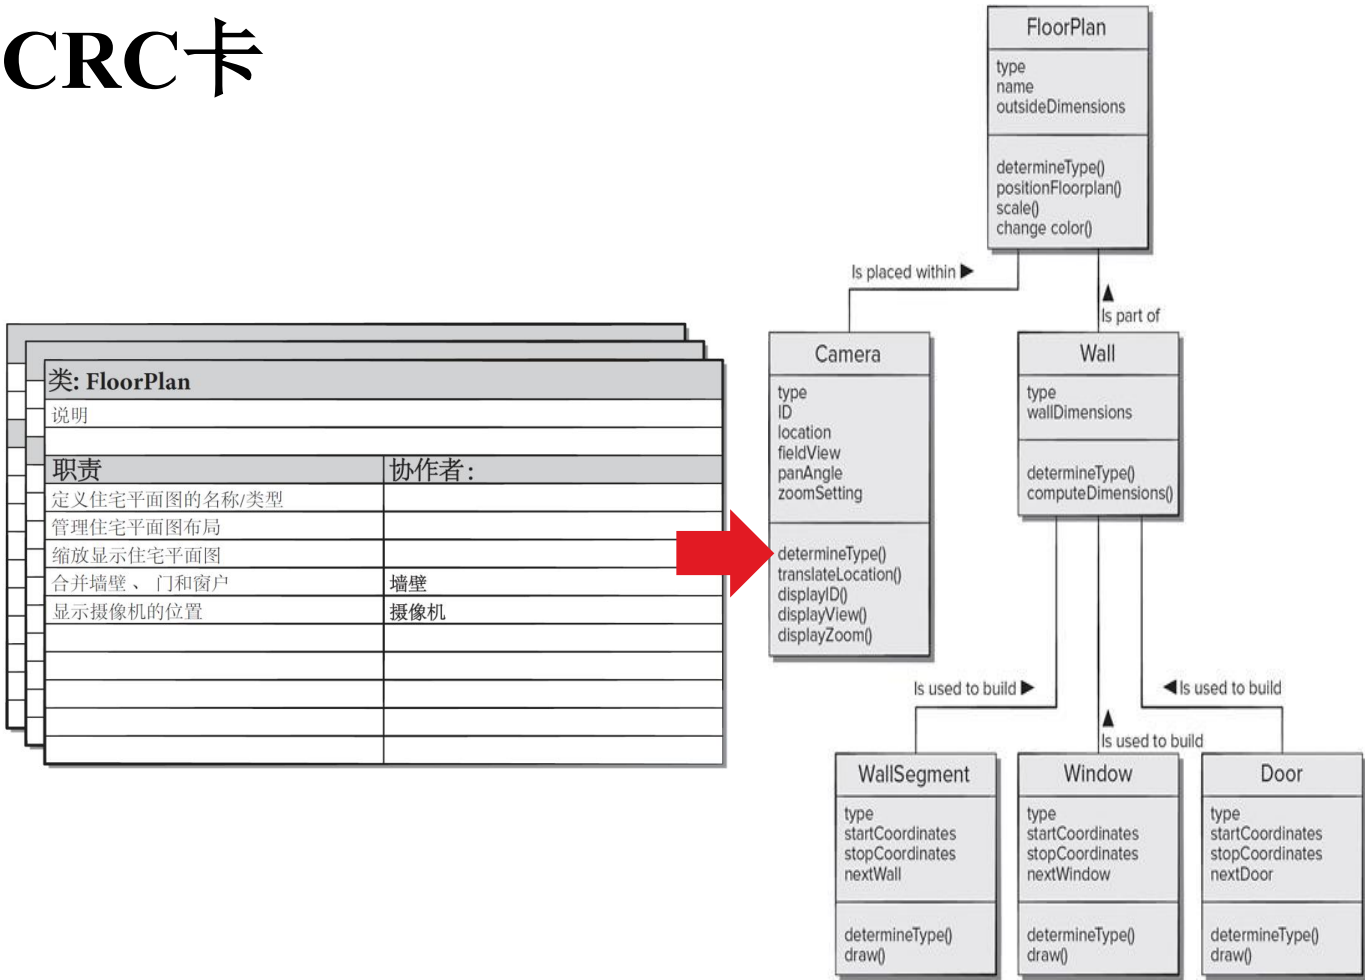 CRC卡
类: FloorPlan
说明
职责 协作者:
定义住宅平面图的名称/类型
管理住宅平面图布局
缩放显示住宅平面图
合并墙壁、门和窗户 墙壁
显示摄像机的位置 摄像机
FloorPlan
type
name
outsideDimensions
determineType()
positionFloorplan()
scale()
change color()
Is placed within ▶
▲
Is part of
Camera
type
ID
location
fieldView
panAngle
zoomSetting
determineType()
translateLocation()
displayID()
displayView()
displayZoom()
Wall
type
wallDimensions
determineType()
computeDimensions()
Is used to build ▶
▲
Is used to build
◀ Is used to build
WallSegment
type
startCoordinates
stopCoordinates
nextWall
determineType()
draw()
Window
type
startCoordinates
stopCoordinates
nextWindow
determineType()
draw()
Door
type
startCoordinates
stopCoordinates
nextDoor
determineType()
draw()